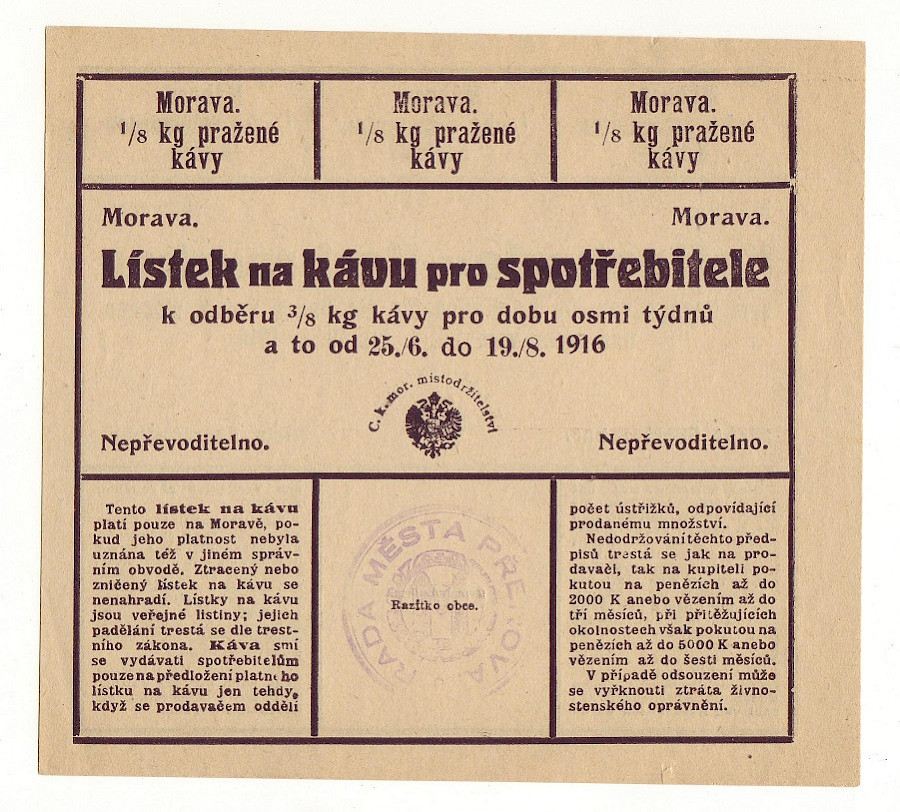 Morava.
1/8 kg pražené
kávy
Morava.
1/8 kg pražené
kávy
Morava.
1/8 kg pražené
kávy
Morava.
Morava.
Lístek na kávu pro spotřebitele
k odběru 3/8 kg kávy pro dobu osmi týdnů
a to od 25./6. do 19./8. 1916
C. k. mor. místodržitelství
Nepřevoditelno.
Nepřevoditelno.
Tento lístek na kávu
platí pouze na Moravě, po-
kud jeho platnost nebyla
uznána též v jiném správ-
ním obvodě. Ztracený nebo
zničený lístek na kávu se
nenahradí. Lístky na kávu
jsou veřejné listiny; jejich
padělání trestá se dle trest-
ního zákona. Káva smí
se vydávati spotřebitelům
pouze na předložení platného
lístku na kávu jen tehdy,
když se prodavačem oddělí
RADA MĚSTA PŘEROVA
Razítko obce.
počet ústřižků, odpovídající
prodanému množství.
Nedodržování těchto před-
pisů trestá se jak na pro-
davači, tak na kupiteli po-
kutou na penězích až do
2000 K anebo vězením až do
tří měsíců, při přitěžujících
okolnostech však pokutou na
penězích až do 5000 K anebo
vězením až do šesti měsíců.
V případě odsouzení může
se vyřknouti ztráta živno-
stenského oprávnění.